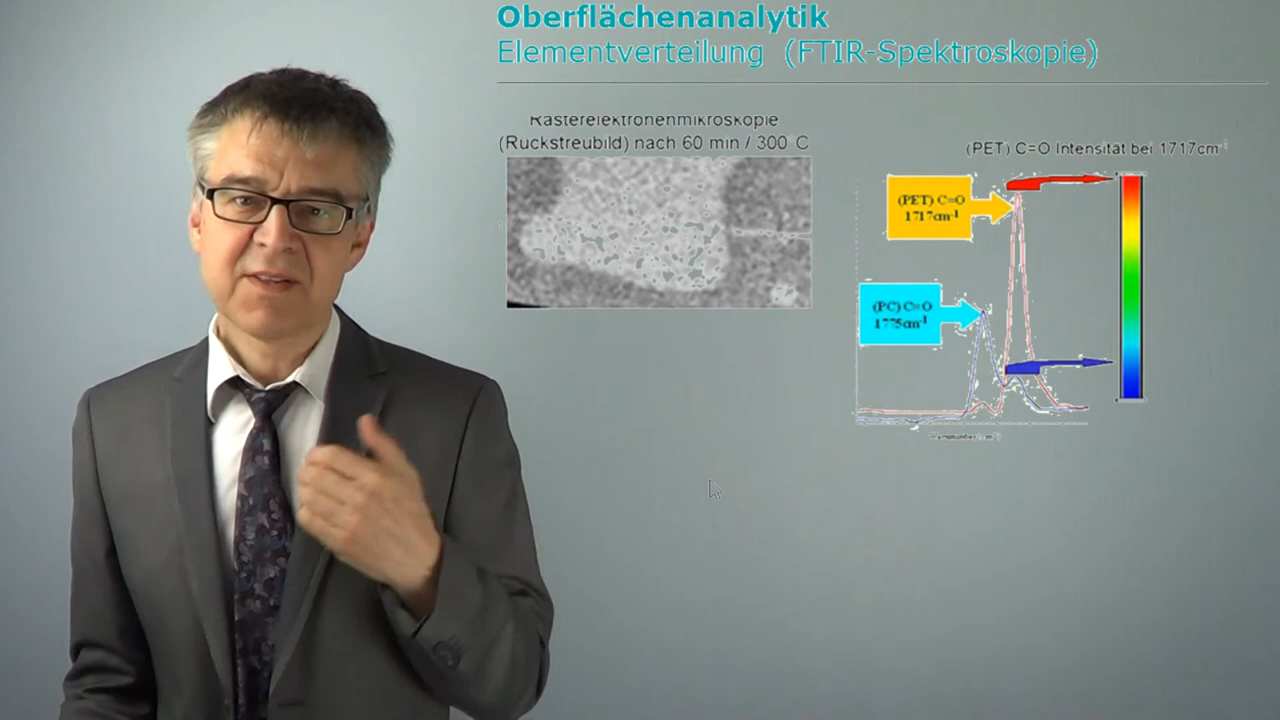 Oberflächenanalytik
Elementverteilung (FTIR-Spektroskopie)
Rasterelektronenmikroskopie
(Rückstreubild) nach 60 min / 300°C
(PET) C=O Intensität bei 1717cm-1
(PET) C=O
1717cm-1
(PC) C=O
1775cm-1